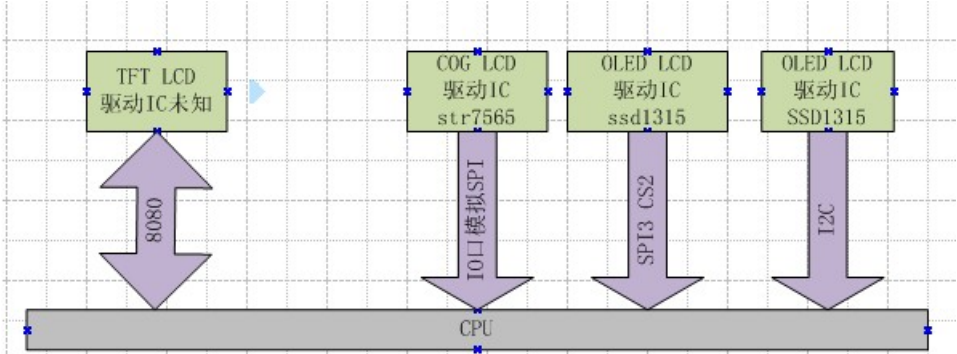 TFT LCD
驱动IC未知
COG LCD
驱动IC
str7565
OLED LCD
驱动IC
ssd1315
OLED LCD
驱动IC
SSD1315
8080
IO口模拟SPI
SPI3 CS2
I2C
CPU